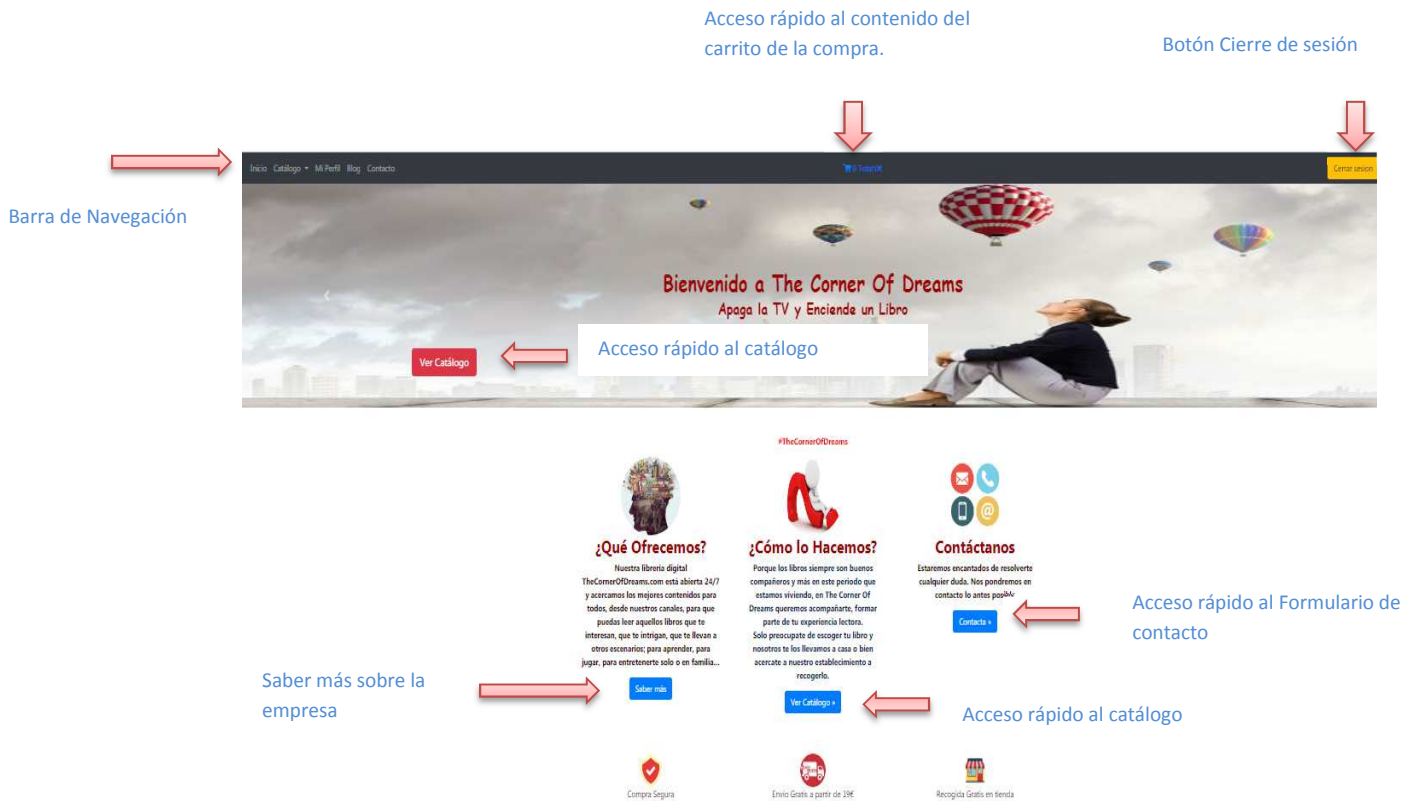 Acceso rápido al contenido del
carrito de la compra.
Botón Cierre de sesión
Inicio Catálogo Mi Perfil Blog Contacto
0 Total 0€
Cerrar sesion
Barra de Navegación
Bienvenido a The Corner Of Dreams
Apaga la TV y Enciende un Libro
Acceso rápido al catálogo
Ver Catálogo
#TheCornerOfDreams
¿Qué Ofrecemos?
Nuestra libreria digital
TheCornerOfDreams.com está abierta 24/7
y acercamos los mejores contenidos para
todos, desde nuestros canales, para que
puedas leer aquellos libros que te
interesan, que te intrigan, que te llevan a
otros escenarios; para aprender, para
jugar, para entretenerte solo o en familia...
Saber más
¿Cómo lo Hacemos?
Porque los libros siempre son buenos
compañeros y más en este periodo que
estamos viviendo, en The Corner Of
Dreams queremos acompañarte, formar
parte de tu experiencia lectora.
Solo preocupate de escoger tu libro y
nosotros te los llevamos a casa o bien
acercate a nuestro establecimiento a
recogerlo.
Ver Catálogo »
Contáctanos
Estaremos encantados de resolverte
cualquier duda. Nos pondremos en
contacto lo antes posible
Contacta »
Acceso rápido al Formulario de
contacto
Saber más sobre la
empresa
Acceso rápido al catálogo
Compra Segura
Envio Gratis a partir de 19€
Recogida Gratis en tienda